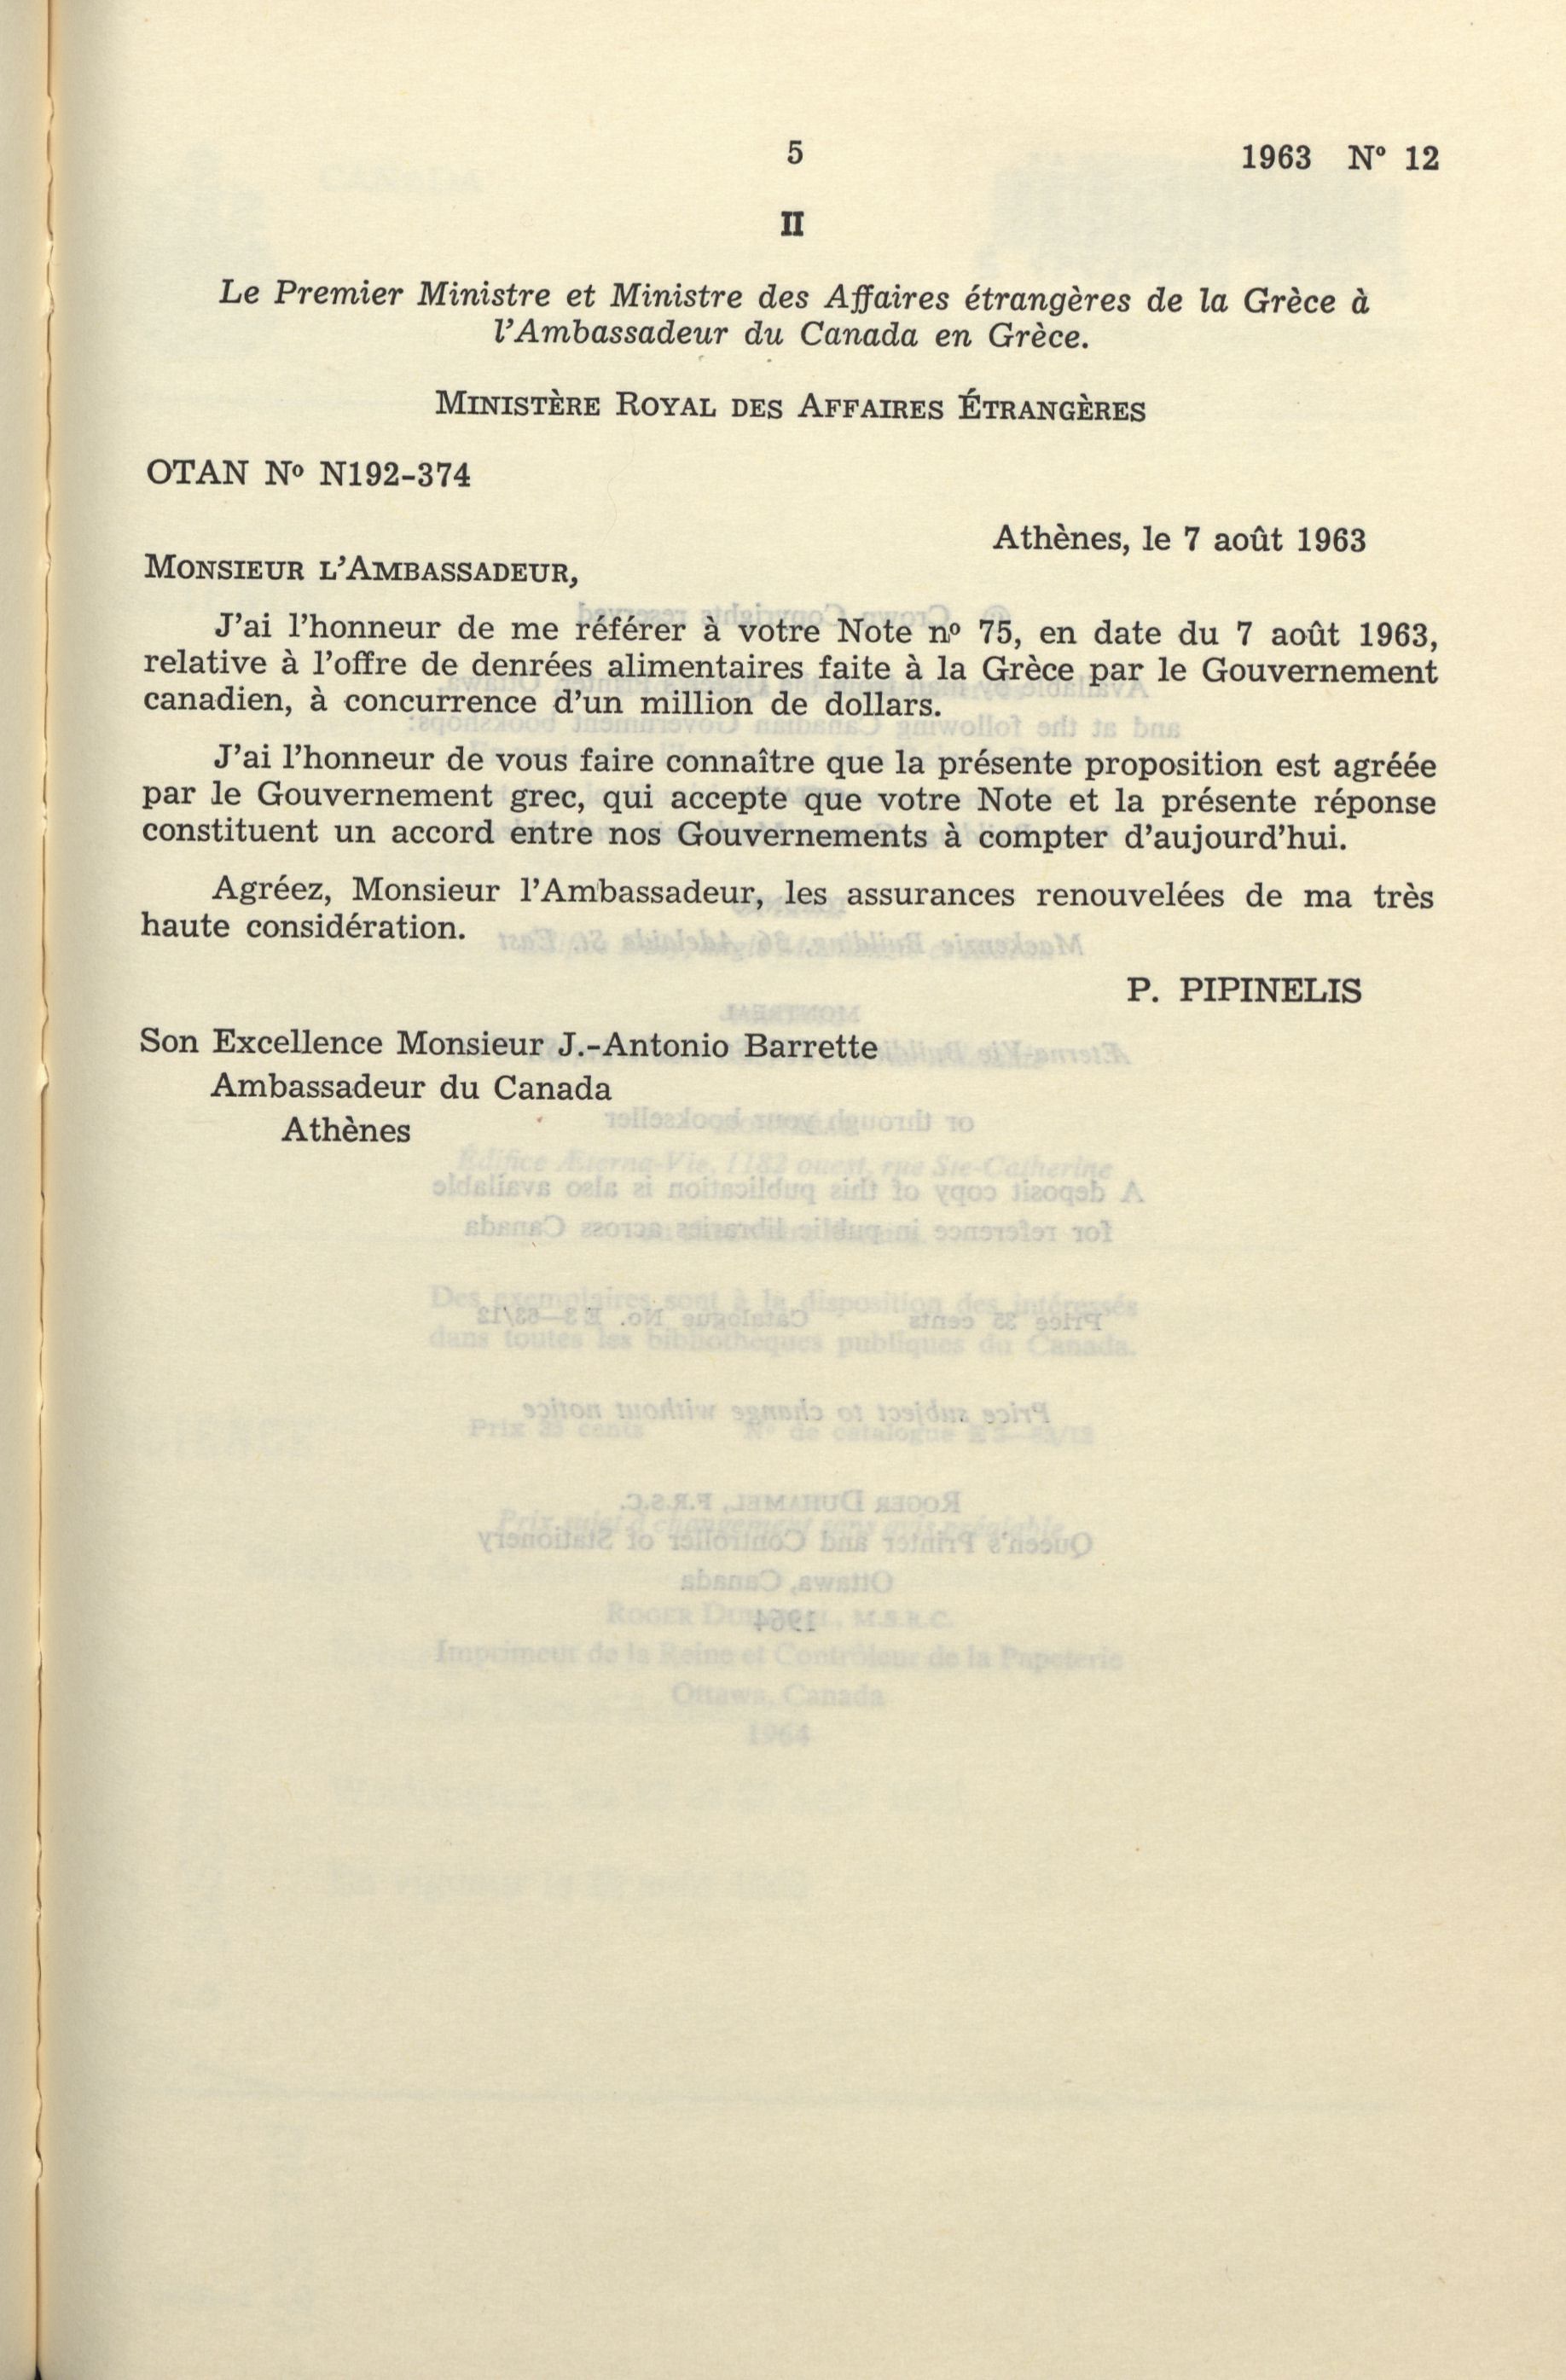 5
1963 Nº 12
II
Le Premier Ministre et Ministre des Affaires étrangères de la Grèce à
l'Ambassadeur du Canada en Grèce.
MINISTÈRE ROYAL DES AFFAIRES ÉTRANGÈRES
OTAN Nº N192-374
Athènes, le 7 août 1963
MONSIEUR L'AMBASSADEUR,
J'ai l'honneur de me référer à votre Note nº 75, en date du 7 août 1963,
relative à l'offre de denrées alimentaires faite à la Grèce par le Gouvernement
canadien, à concurrence d'un million de dollars.
J'ai l'honneur de vous faire connaître que la présente proposition est agréée
par le Gouvernement grec, qui accepte que votre Note et la présente réponse
constituent un accord entre nos Gouvernements à compter d'aujourd'hui.
Agréez, Monsieur l'Ambassadeur, les assurances renouvelées de ma très
haute considération.
P. PIPINELIS
Son Excellence Monsieur J.-Antonio Barrette
Ambassadeur du Canada
Athènes